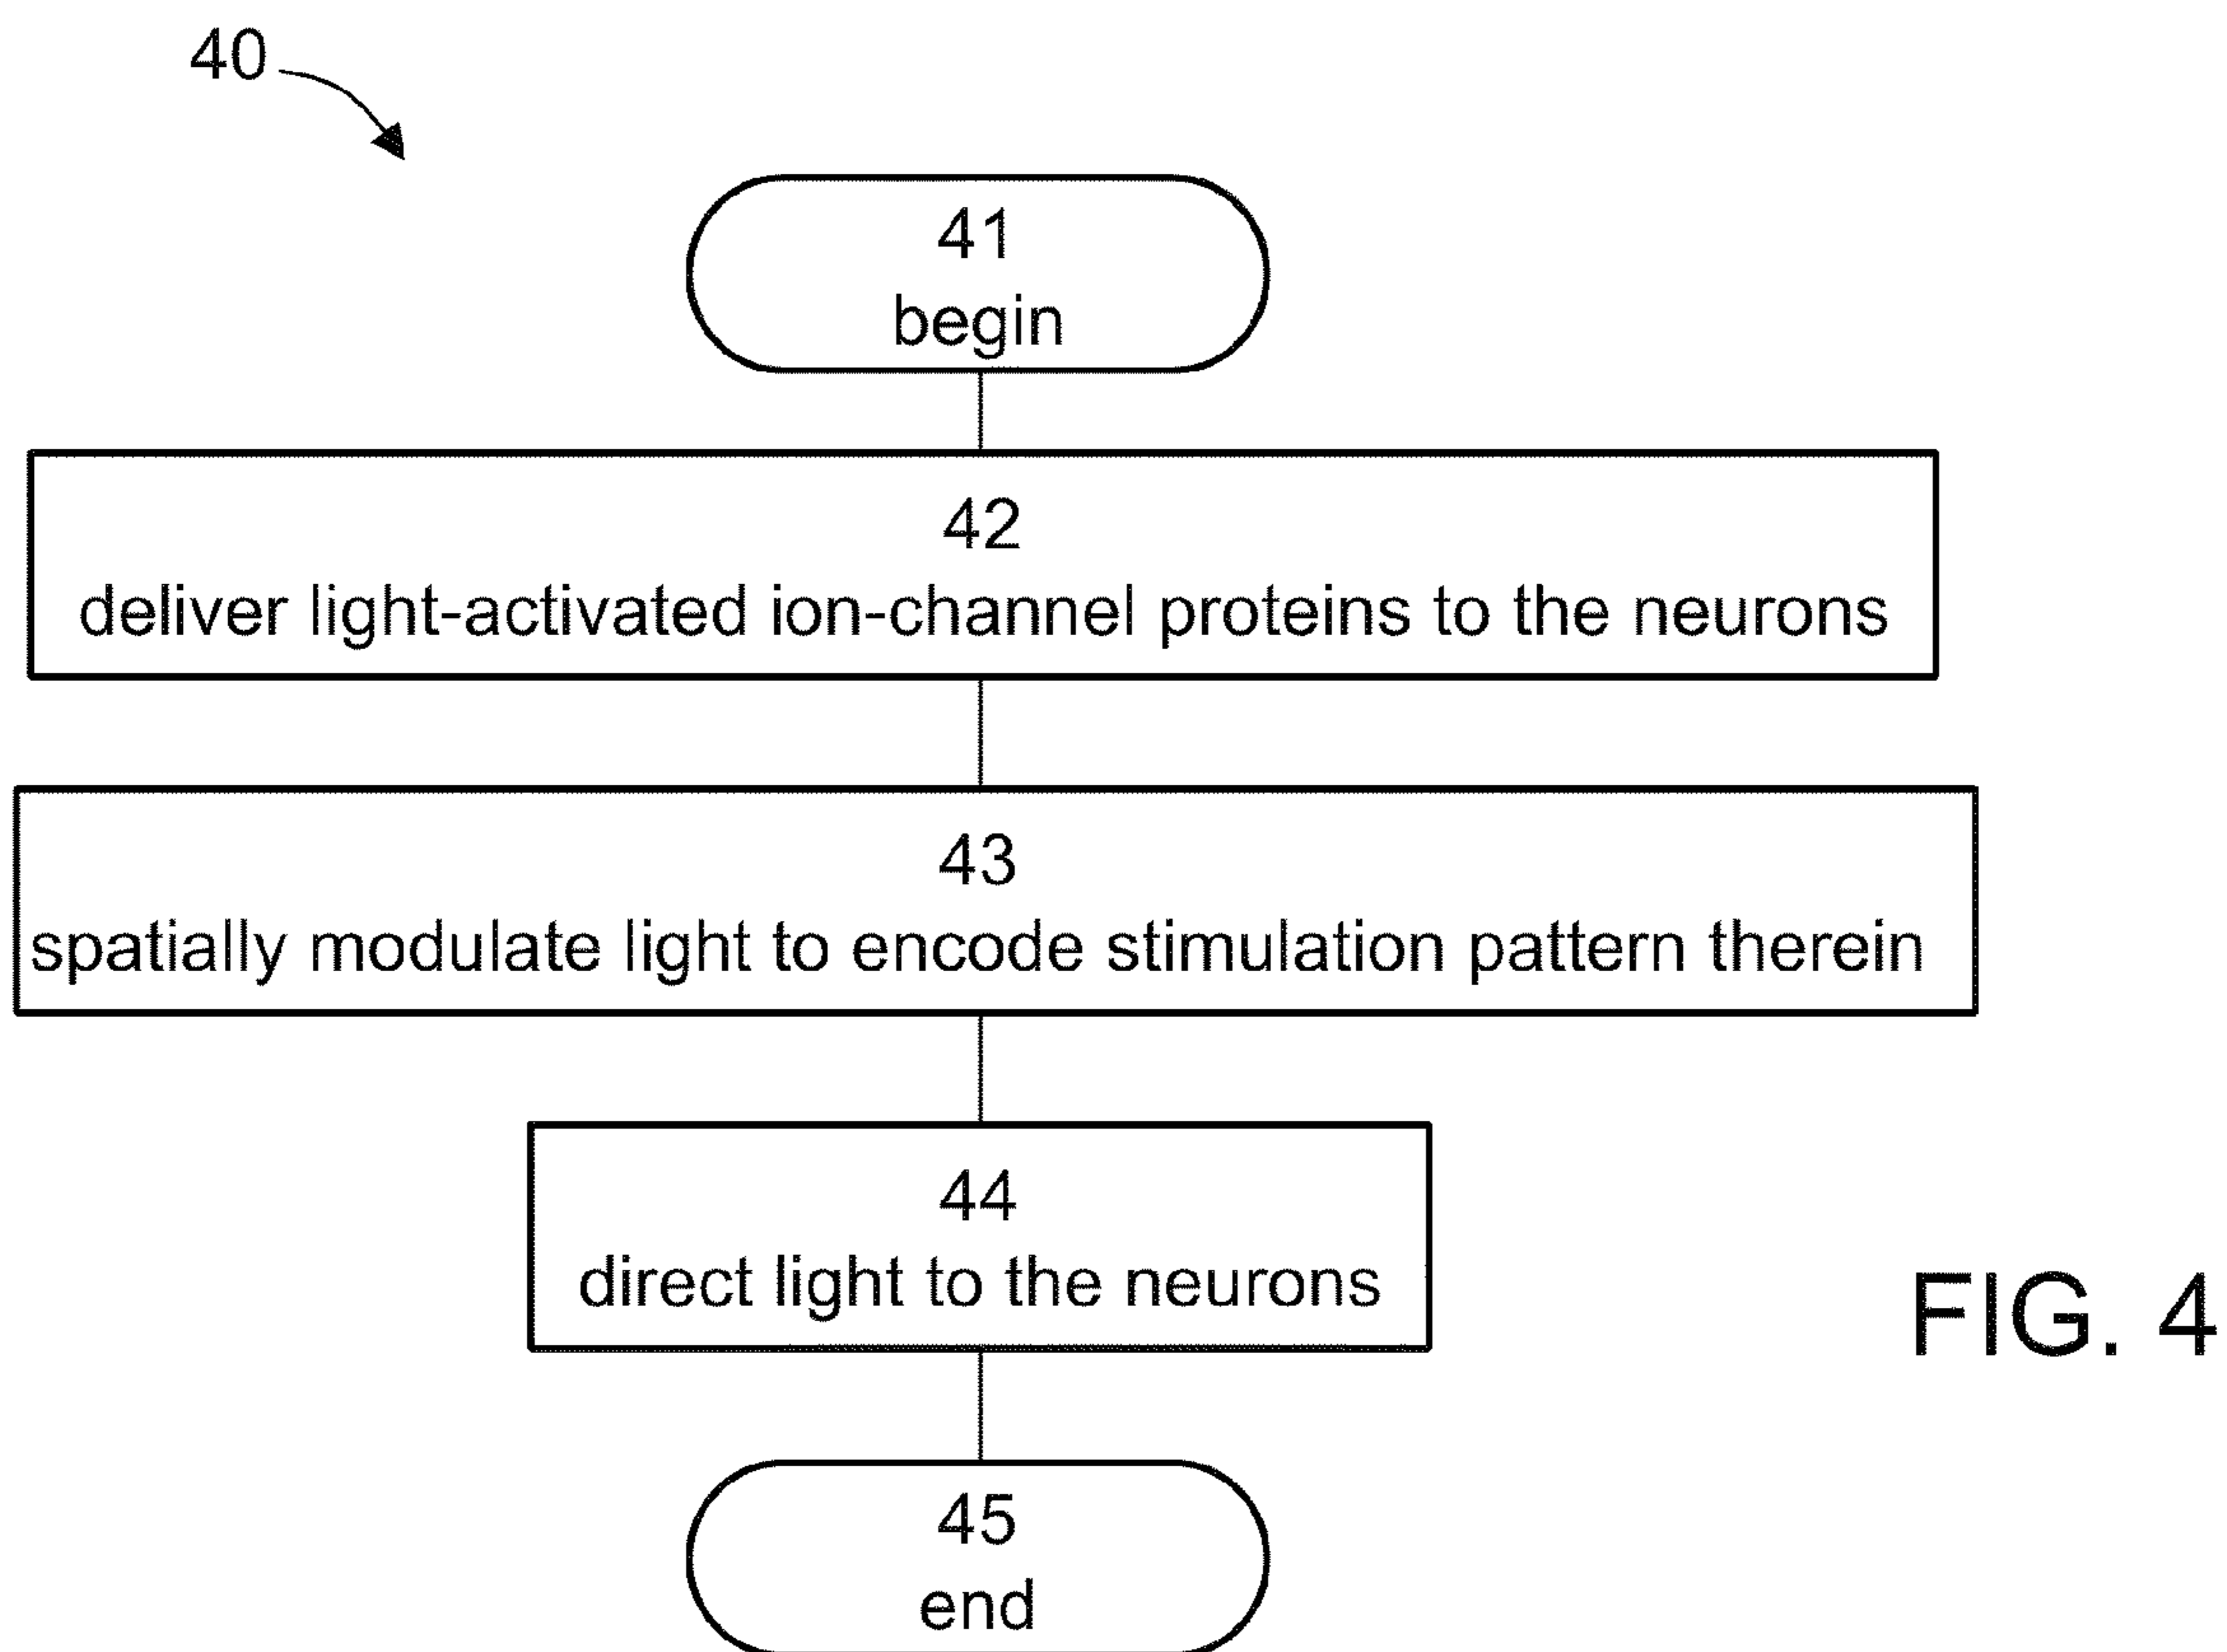 40
41
begin
42
deliver light-activated ion-channel proteins to the neurons
43
spatially modulate light to encode stimulation pattern therein
44
direct light to the neurons
FIG. 4
45
end